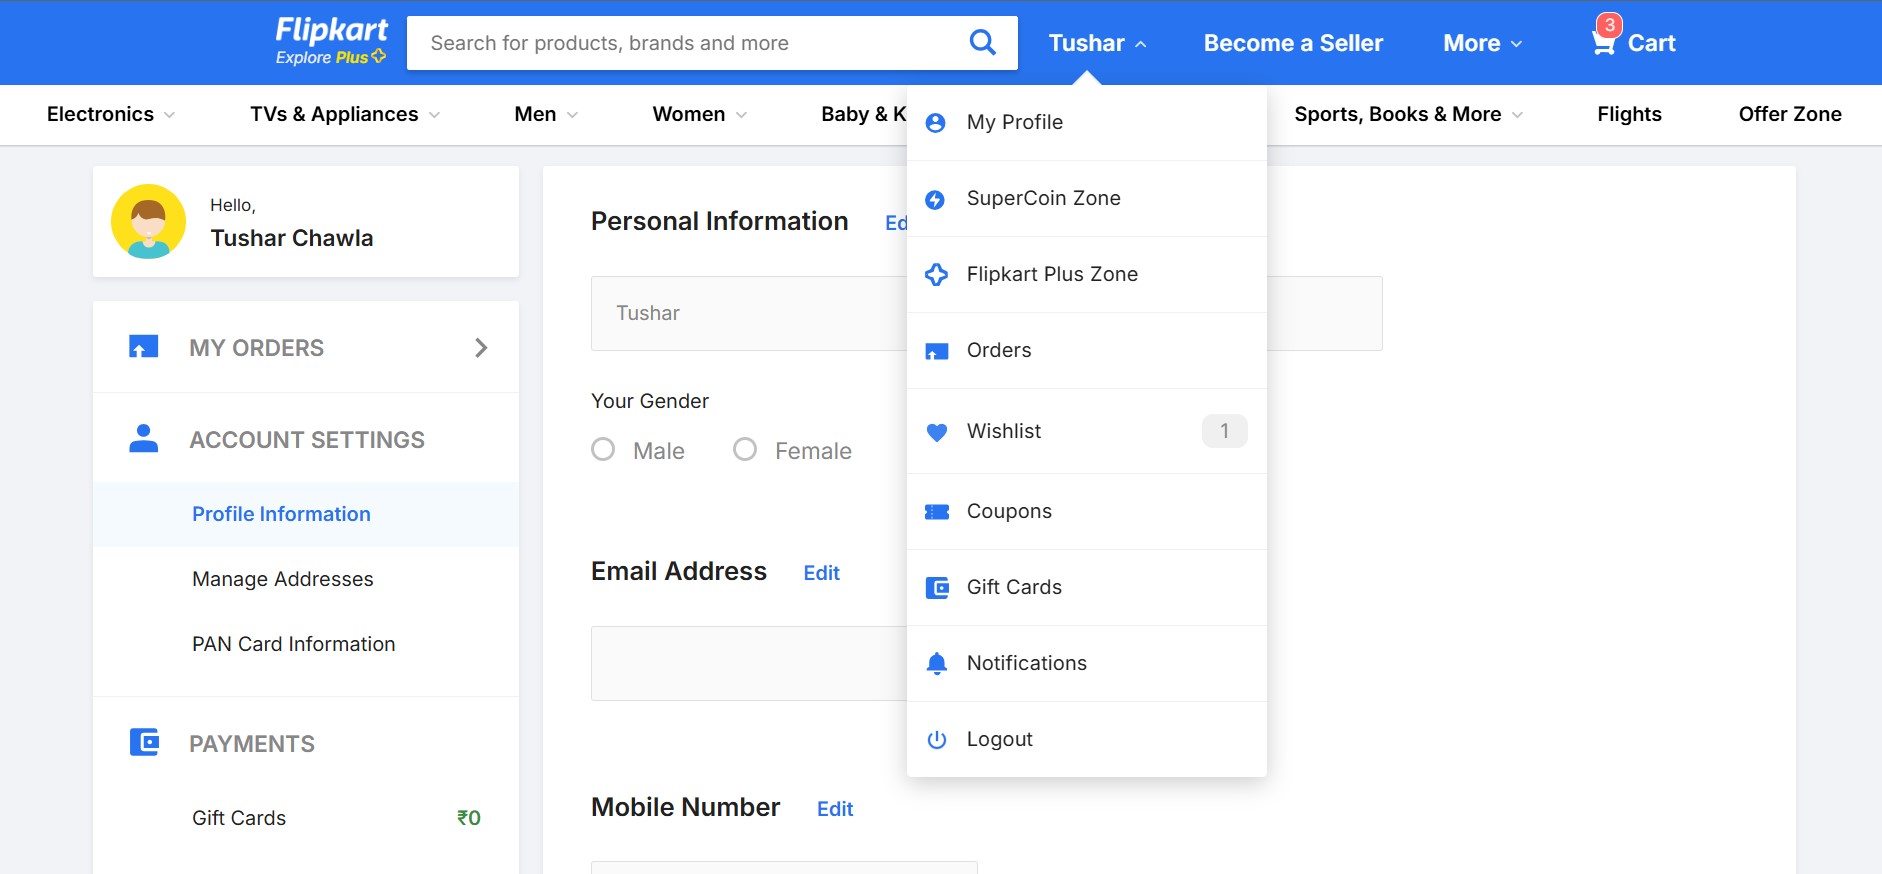 Flipkart
Explore Plus
Search for products, brands and more
Tushar
Become a Seller
More
3
Cart
Electronics
TVs & Appliances
Men
Women
Baby & K
Sports, Books & More
Flights
Offer Zone
Hello,
Tushar Chawla
MY ORDERS
ACCOUNT SETTINGS
Profile Information
Manage Addresses
PAN Card Information
PAYMENTS
Gift Cards
₹0
Personal Information
Ed
Tushar
Your Gender
Male
Female
Email Address
Edit
Mobile Number
Edit
My Profile
SuperCoin Zone
Flipkart Plus Zone
Orders
Wishlist
1
Coupons
Gift Cards
Notifications
Logout